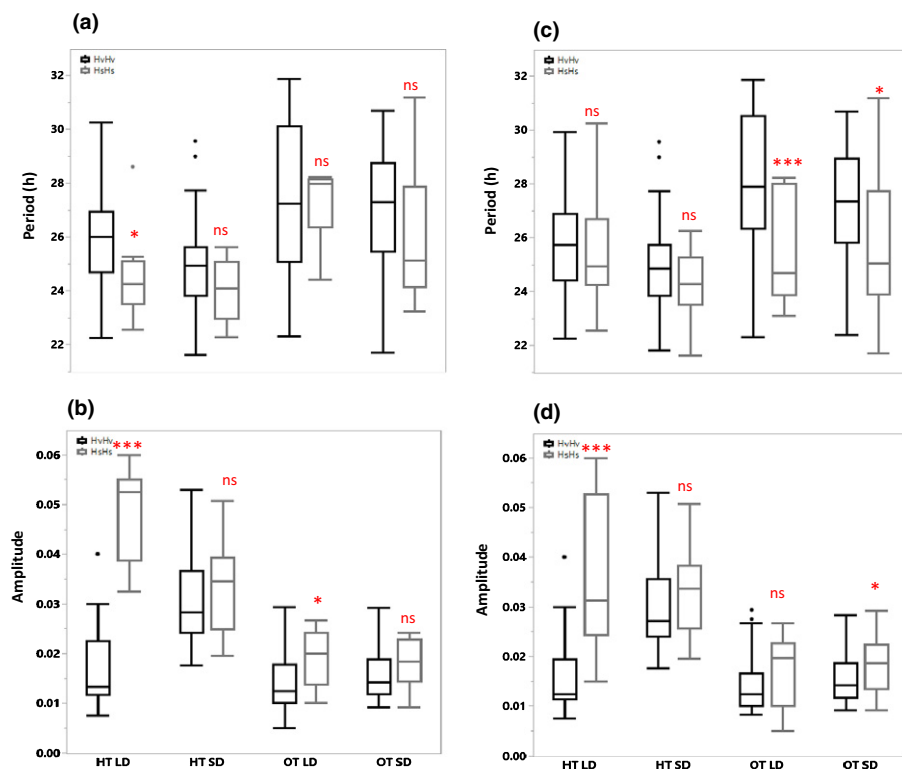 (a)
HvHv
HsHs
Period (h)
32
30
28
26
24
22
*
ns
ns
ns
(c)
HvHv
HsHs
Period (h)
32
30
28
26
24
22
ns
ns
***
*
(b)
HvHv
HsHs
Amplitude
0.06
0.05
0.04
0.03
0.02
0.01
0.00
***
ns
*
ns
HT LD HT SD OT LD OT SD
(d)
HvHv
HsHs
Amplitude
0.06
0.05
0.04
0.03
0.02
0.01
0.00
***
ns
ns
*
HT LD HT SD OT LD OT SD